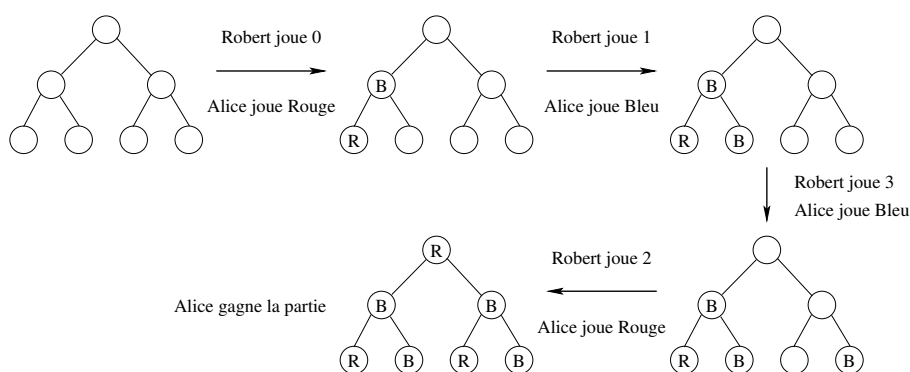 Robert joue 0
Alice joue Rouge
B
R
Robert joue 1
Alice joue Bleu
B
R B
Robert joue 3
Alice joue Bleu
B
R B B
Robert joue 2
Alice joue Rouge
R
B B
R B R B
Alice gagne la partie